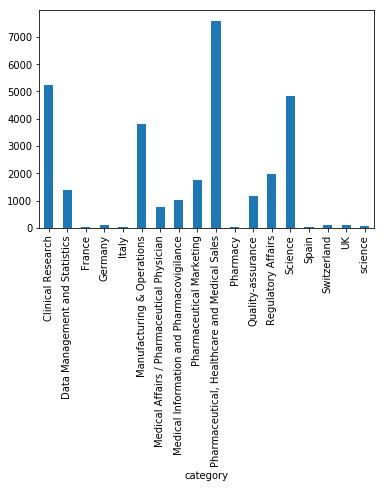 7000
6000
5000
4000
3000
2000
1000
0
Clinical Research
Data Management and Statistics
France
Germany
Italy
Manufacturing & Operations
Medical Affairs / Pharmaceutical Physician
Medical Information and Pharmacovigilance
Pharmaceutical Marketing
Pharmaceutical, Healthcare and Medical Sales
Pharmacy
Quality-assurance
Regulatory Affairs
Science
Spain
Switzerland
UK
science
category